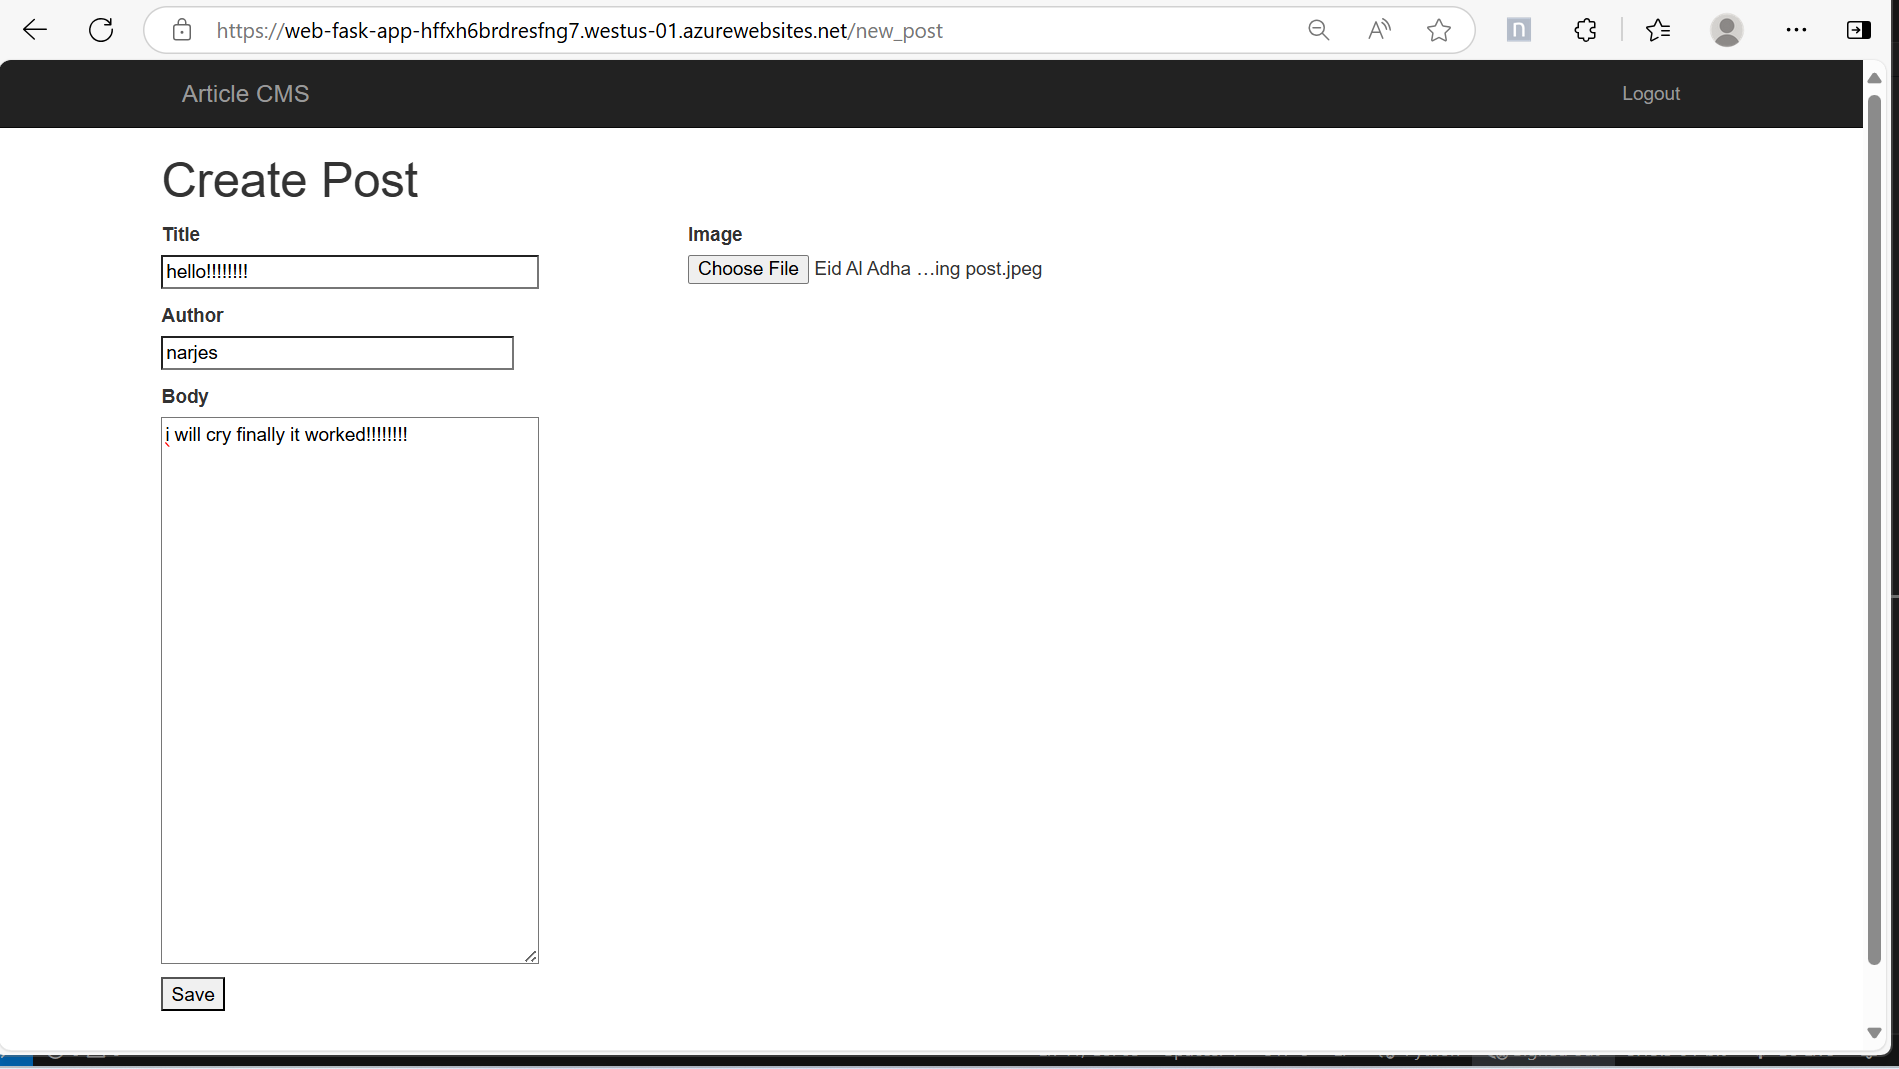 https://web-fask-app-hffxh6brdresfng7.westus-01.azurewebsites.net/new_post
Article CMS
Logout
Create Post
Title
Image
hello!!!!!!!!
Choose File Eid Al Adha …ing post.jpeg
Author
narjes
Body
i will cry finally it worked!!!!!!!!
Save